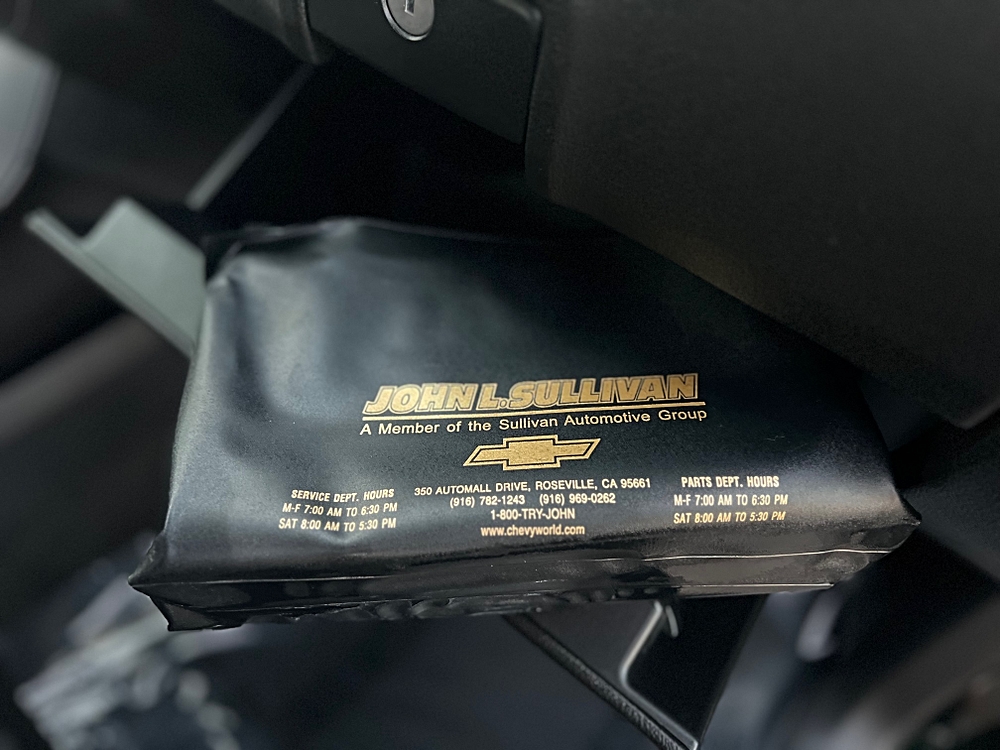 JOHN L. SULLIVAN
A Member of the Sullivan Automotive Group
SERVICE DEPT. HOURS
M-F 7:00 AM TO 6:30 PM
SAT 8:00 AM TO 5:30 PM
350 AUTOMALL DRIVE, ROSEVILLE, CA 95661
(916) 782-1243 (916) 969-0262
1-800-TRY-JOHN
www.chevyworld.com
PARTS DEPT. HOURS
M-F 7:00 AM TO 6:30 PM
SAT 8:00 AM TO 5:30 PM